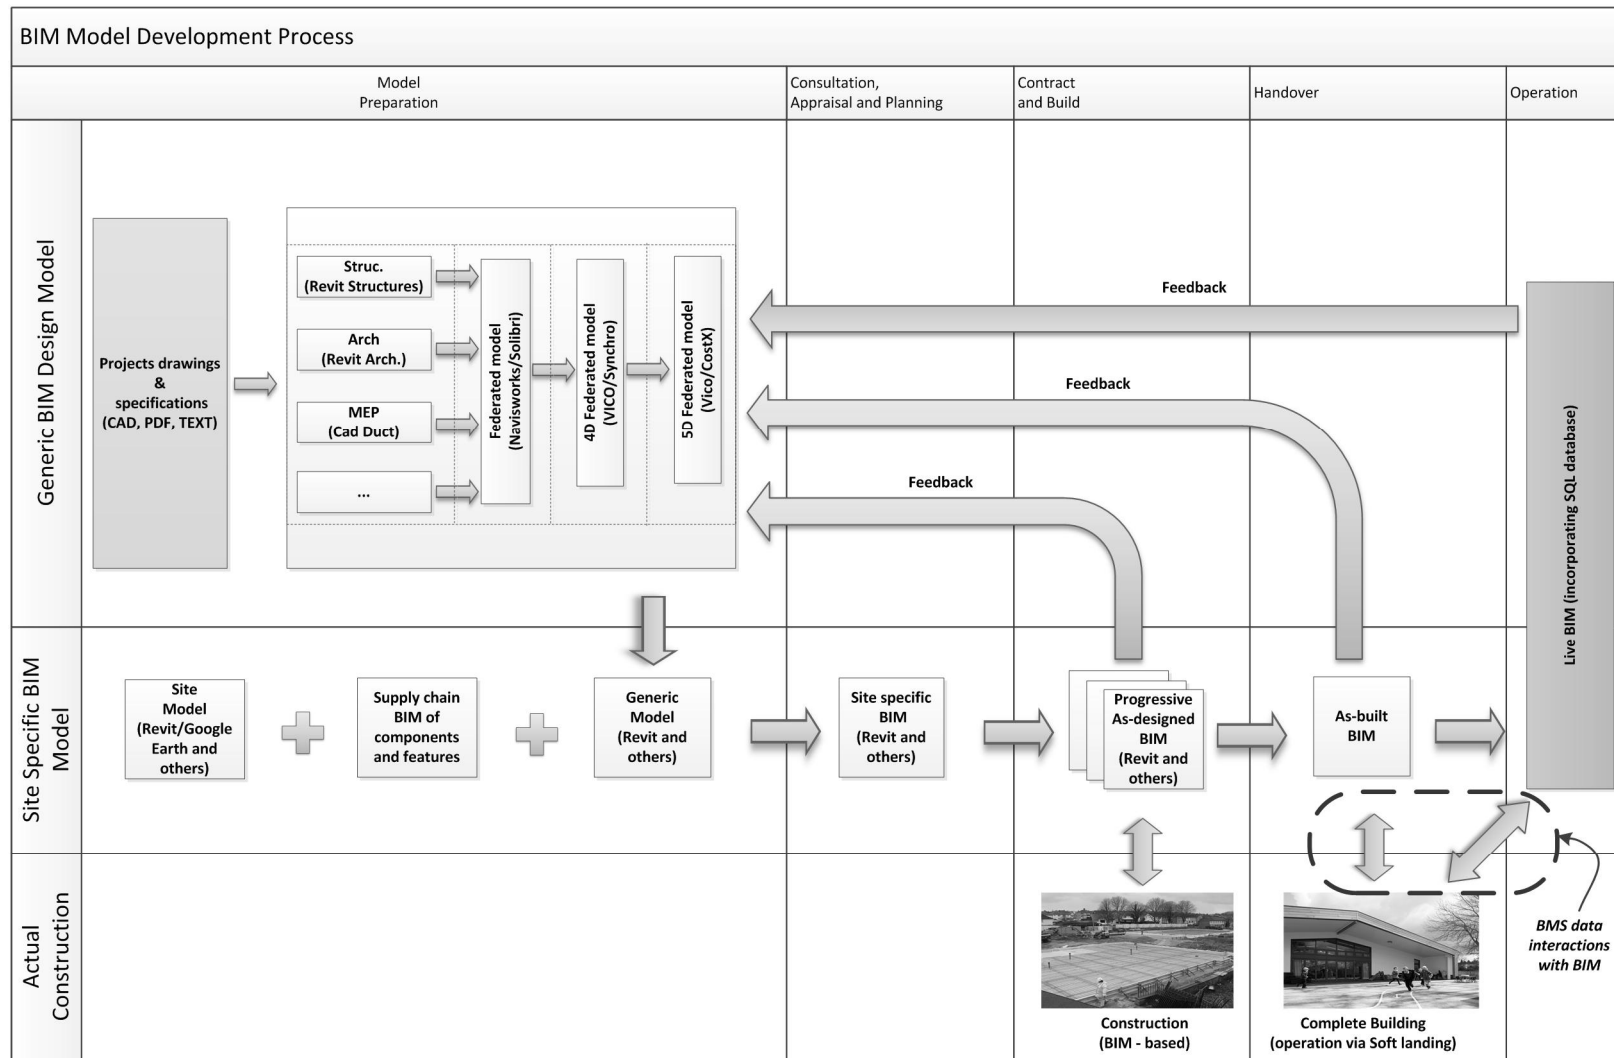 BIM Model Development Process
Model
Preparation
Consultation,
Appraisal and Planning
Contract
and Build
Handover
Operation
Generic BIM Design Model
Projects drawings
&
specifications
(CAD, PDF, TEXT)
Struc.
(Revit Structures)
Arch
(Revit Arch.)
MEP
(Cad Duct)
...
Federated model
(Navisworks/Solibri)
4D Federated model
(VICO/Synchro)
5D Federated model
(Vico/CostX)
Feedback
Feedback
Feedback
Live BIM (incorporating SQL database)
Site Specific BIM
Model
Site
Model
(Revit/Google
Earth and
others)
Supply chain
BIM of
components
and features
Generic
Model
(Revit and
others)
Site specific
BIM
(Revit and
others)
Progressive
As-designed
BIM
(Revit and
others)
As-built
BIM
Actual
Construction
Construction
(BIM - based)
Complete Building
(operation via Soft landing)
BMS data
interactions
with BIM